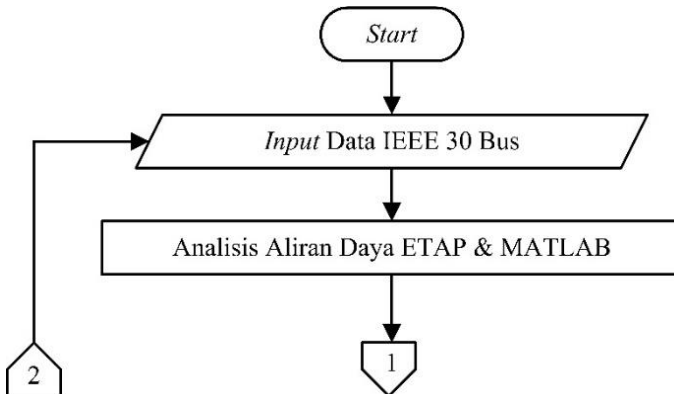 Start
Input Data IEEE 30 Bus
Analisis Aliran Daya ETAP & MATLAB
1
2